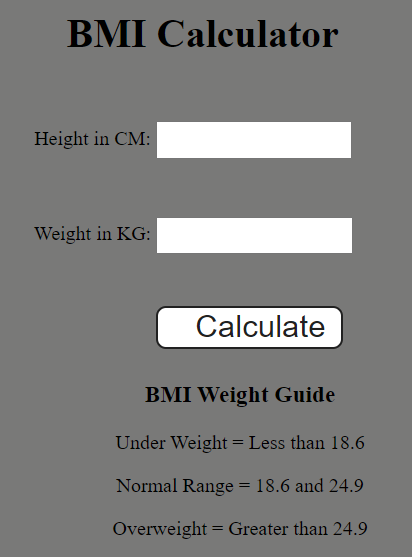 BMI Calculator
Height in CM:
Weight in KG:
Calculate
BMI Weight Guide
Under Weight = Less than 18.6
Normal Range = 18.6 and 24.9
Overweight = Greater than 24.9